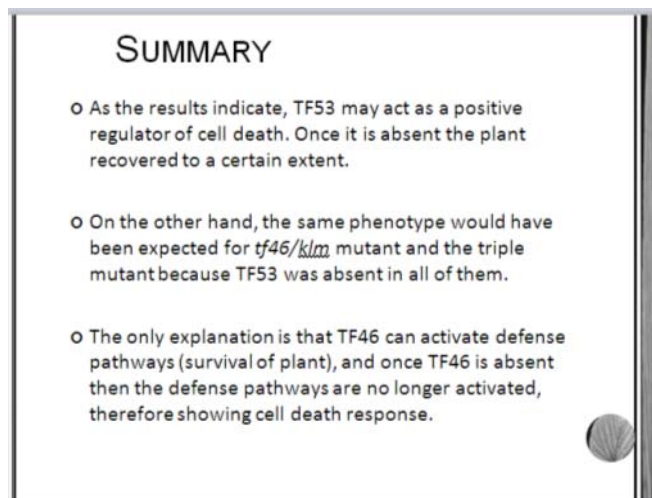 SUMMARY
As the results indicate, TF53 may act as a positive
regulator of cell death. Once it is absent the plant
recovered to a certain extent.
On the other hand, the same phenotype would have
been expected for tf46/klm mutant and the triple
mutant because TF53 was absent in all of them.
The only explanation is that TF46 can activate defense
pathways (survival of plant), and once TF46 is absent
then the defense pathways are no longer activated,
therefore showing cell death response.